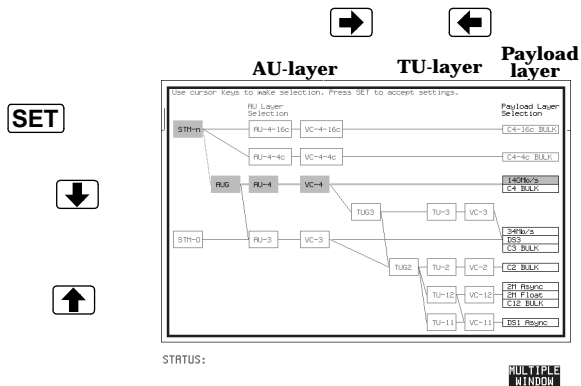 AU-layer
TU-layer
Payload
layer
SET
Use cursor keys to make selection. Press SET to accept settings.
AU Layer
Selection
Payload Layer
Selection
STM-n
AU-4-16c
VC-4-16c
C4-16c BULK
AU-4-4c
VC-4-4c
C4-4c BULK
AUG
AU-4
VC-4
140Mb/s
C4 BULK
TUG3
TU-3
VC-3
34Mb/s
DS3
C3 BULK
STM-0
AU-3
VC-3
TUG2
TU-2
VC-2
C2 BULK
TU-12
VC-12
2M Async
2M Float
C12 BULK
TU-11
VC-11
DS1 Async
STATUS:
MULTIPLE
WINDOW